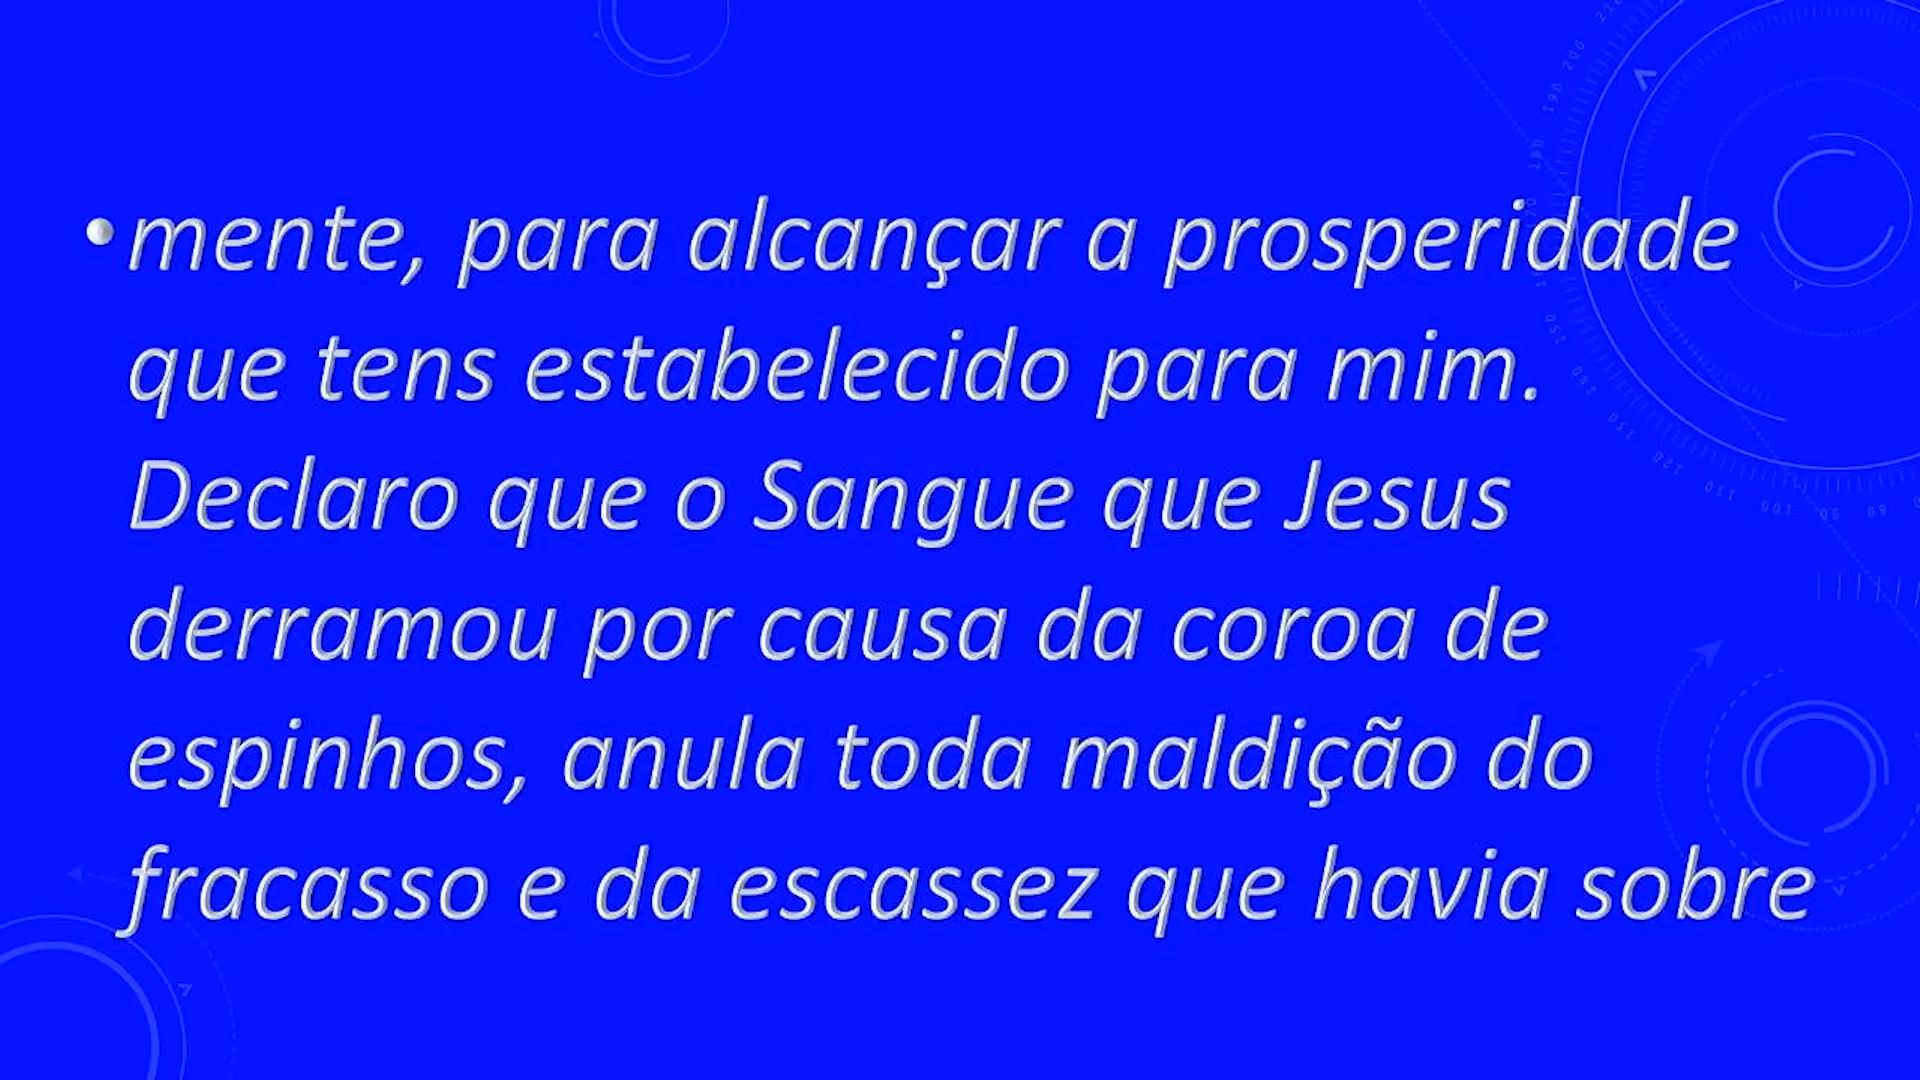 •mente, para alcançar a prosperidade
que tens estabelecido para mim.
Declaro que o Sangue que Jesus
derramou por causa da coroa de
espinhos, anula toda maldição do
fracasso e da escassez que havia sobre